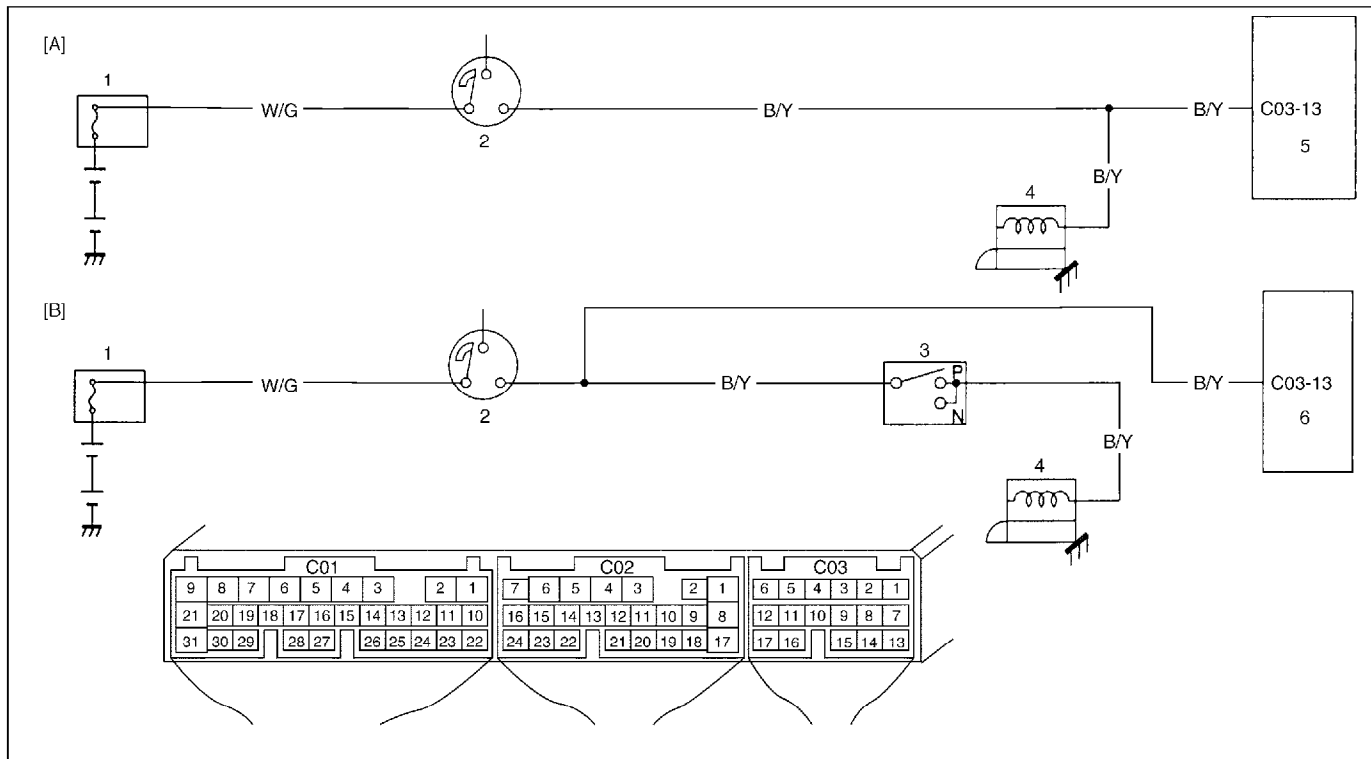 [A]
1
W/G
2
B/Y
B/Y
C03-13
5
B/Y
4
[B]
1
W/G
2
B/Y
3
P
N
B/Y
C03-13
6
B/Y
4
C01 C02 C03
9 8 7 6 5 4 3 2 1 7 6 5 4 3 2 1 6 5 4 3 2 1
21 20 19 18 17 16 15 14 13 12 11 10 16 15 14 13 12 11 10 9 8 12 11 10 9 8 7
31 30 29 28 27 26 25 24 23 22 24 23 22 21 20 19 18 17 17 16 15 14 13